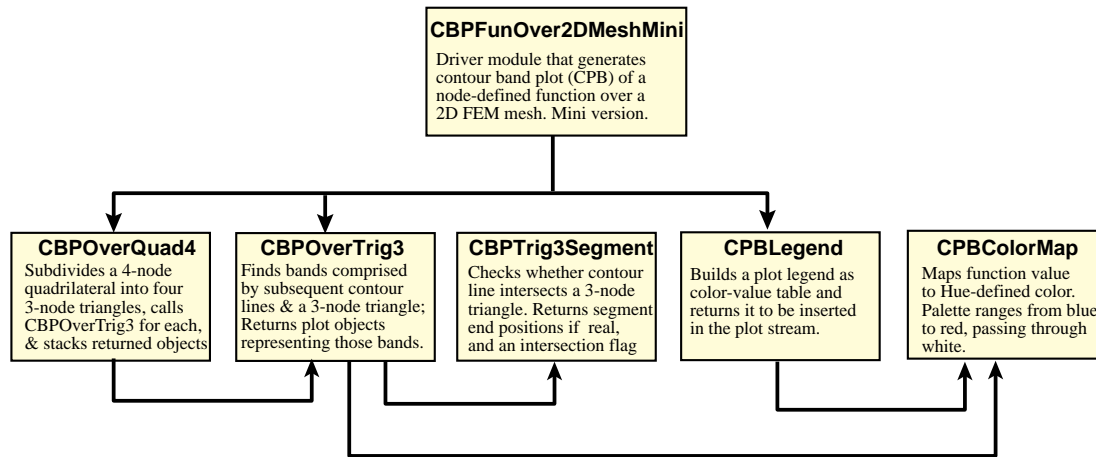 CBPFunOver2DMeshMini
Driver module that generates
contour band plot (CPB) of a
node-defined function over a
2D FEM mesh. Mini version.
CBPOverQuad4
Subdivides a 4-node
quadrilateral into four
3-node triangles, calls
CBPOverTrig3 for each,
& stacks returned objects
CBPOverTrig3
Finds bands comprised
by subsequent contour
lines & a 3-node triangle;
Returns plot objects
representing those bands.
CBPTrig3Segment
Checks whether contour
line intersects a 3-node
triangle. Returns segment
end positions if real,
and an intersection flag
CPBLegend
Builds a plot legend as
color-value table and
returns it to be inserted
in the plot stream.
CPBColorMap
Maps function value
to Hue-defined color.
Palette ranges from blue
to red, passing through
white.